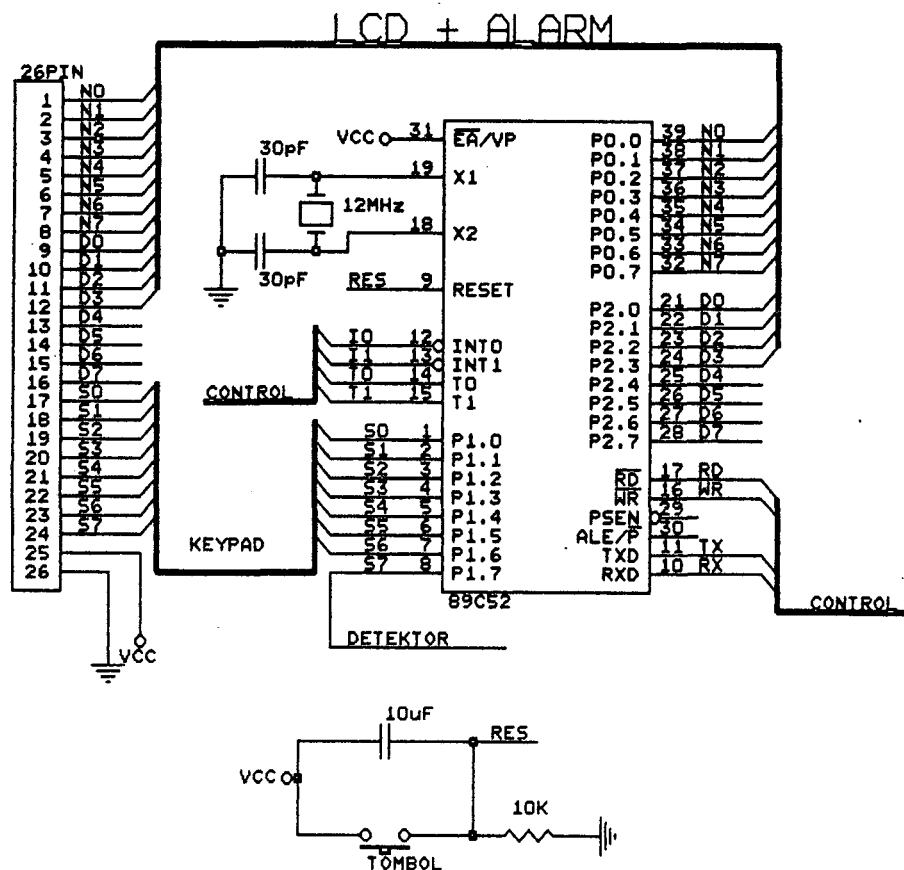 LCD + ALARM
26PIN
1 N0
2 N1
3 N2
4 N3
5 N4
6 N5
7 N6
8 N7
9 D0
10 D1
11 D2
12 D3
13 D4
14 D5
15 D6
16 D7
17 S0
18 S1
19 S2
20 S3
21 S4
22 S5
23 S6
24 S7
25
26
VCC
KEYPAD
30pF
12MHz
30pF
CONTROL
VCC 31 EA/VP
19 X1
18 X2
RES 9 RESET
I0 12 INT0
I1 13 INT1
T0 14 T0
T1 15 T1
S0 1 P1.0
S1 2 P1.1
S2 3 P1.2
S3 4 P1.3
S4 5 P1.4
S5 6 P1.5
S6 7 P1.6
S7 8 P1.7
DETEKTOR
89C52
P0.0 39 N0
P0.1 38 N1
P0.2 37 N2
P0.3 36 N3
P0.4 35 N4
P0.5 34 N5
P0.6 33 N6
P0.7 32 N7
P2.0 21 D0
P2.1 22 D1
P2.2 23 D2
P2.3 24 D3
P2.4 25 D4
P2.5 26 D5
P2.6 27 D6
P2.7 28 D7
RD 17 RD
WR 16 WR
PSEN 29
ALE/P 30
TXD 11 TX
RXD 10 RX
CONTROL
10uF
RES
VCC
10K
TOMBOL